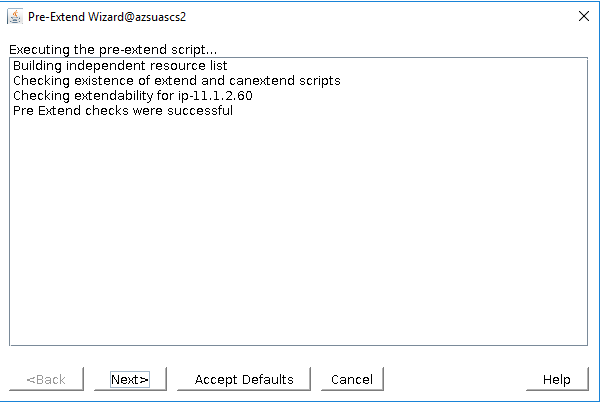 Pre-Extend Wizard@azsuascs2
Executing the pre-extend script...
Building independent resource list
Checking existence of extend and canextend scripts
Checking extendability for ip-11.1.2.60
Pre Extend checks were successful
<Back Next> Accept Defaults Cancel Help